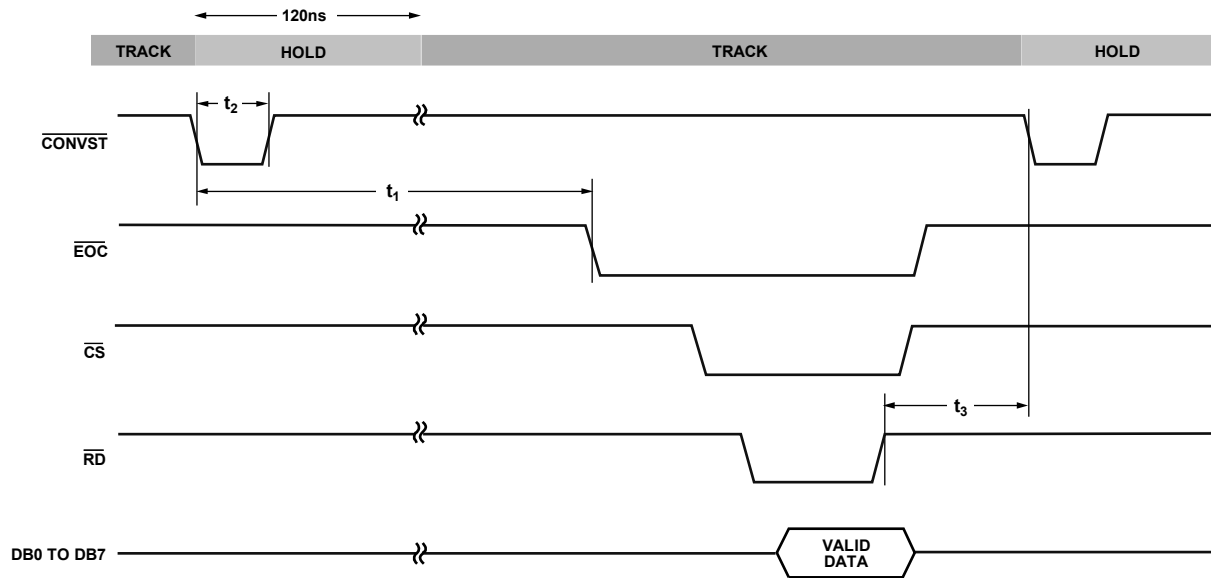 120ns
TRACK HOLD TRACK HOLD
t2
CONVST
t1
EOC
CS
t3
RD
DB0 TO DB7
VALID
DATA